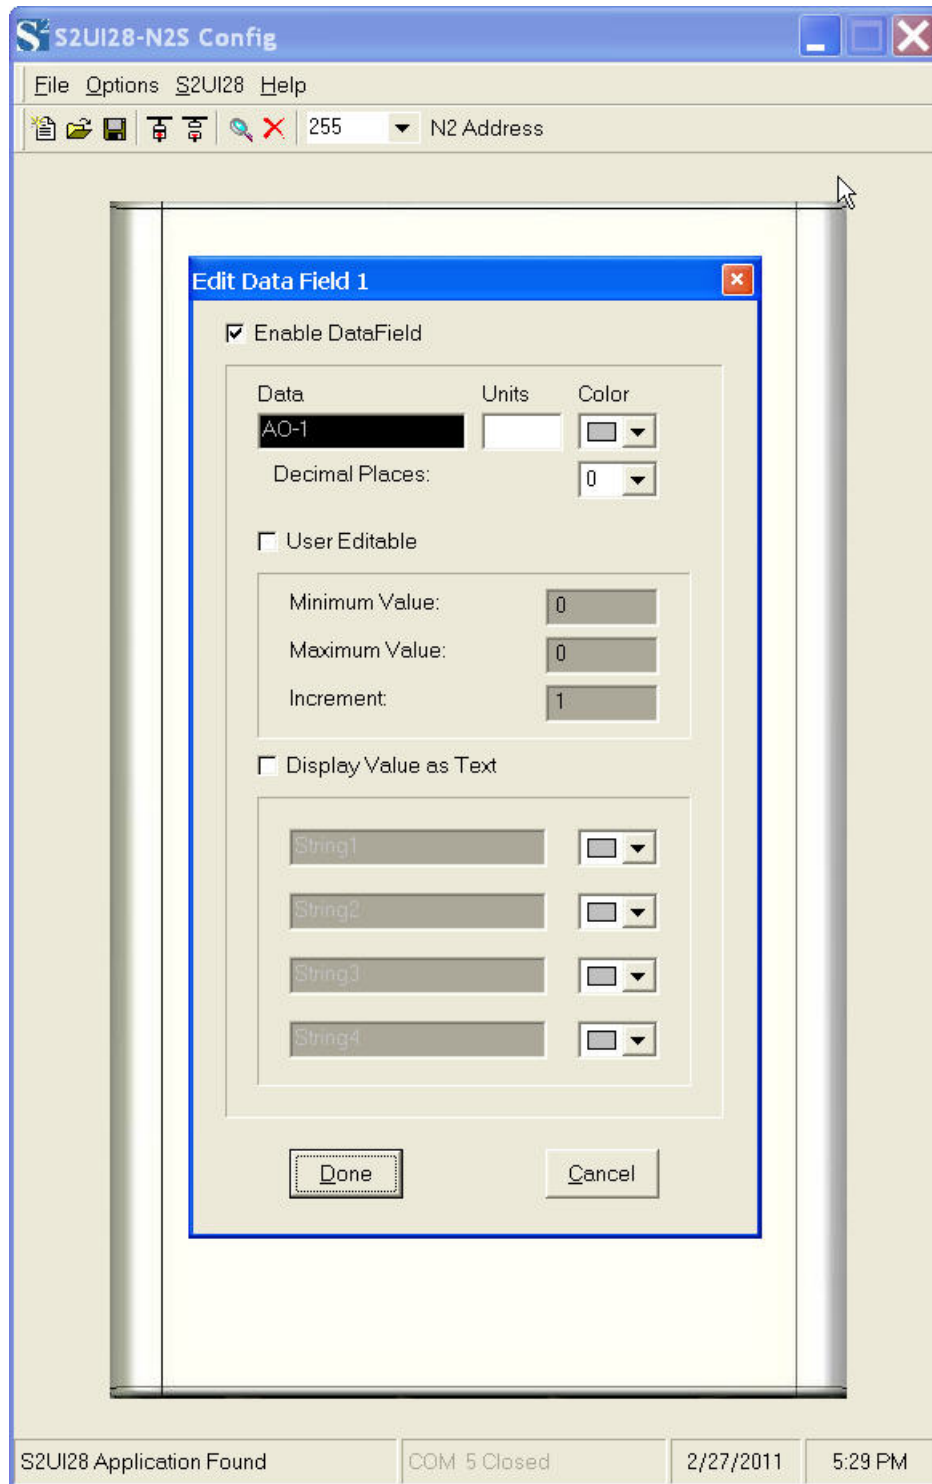 S2UI28-N2S Config
File Options S2UI28 Help
255 N2 Address
Edit Data Field 1
Enable DataField
Data Units Color
AO-1
Decimal Places: 0
User Editable
Minimum Value: 0
Maximum Value: 0
Increment: 1
Display Value as Text
String1
String2
String3
String4
Done Cancel
S2UI28 Application Found COM 5 Closed 2/27/2011 5:29 PM